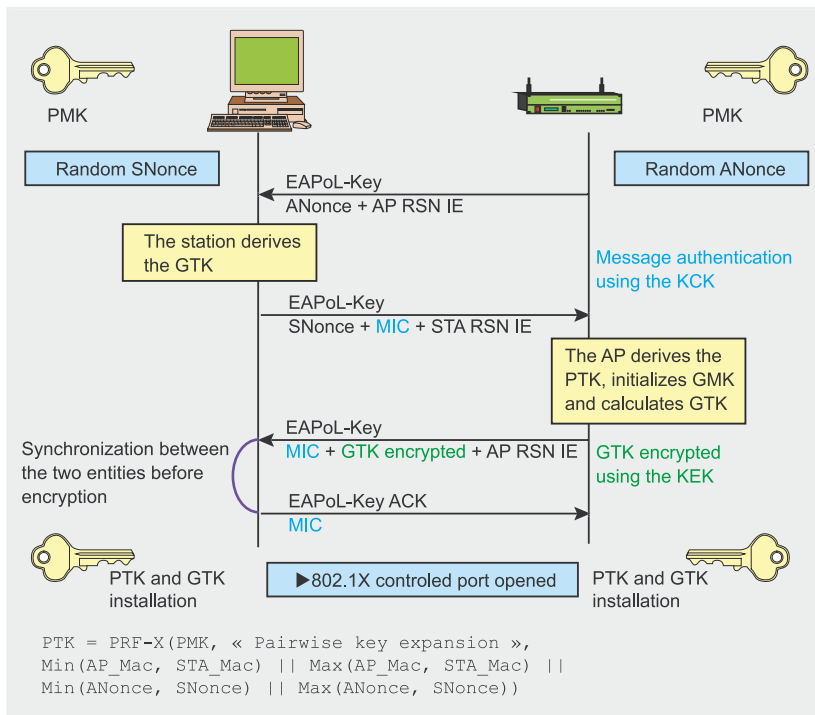 PMK
PMK
Random SNonce
Random ANonce
EAPoL-Key
ANonce + AP RSN IE
The station derives
the GTK
Message authentication
using the KCK
EAPoL-Key
SNonce + MIC + STA RSN IE
The AP derives the
PTK, initializes GMK
and calculates GTK
EAPoL-Key
MIC + GTK encrypted + AP RSN IE
Synchronization between
the two entities before
encryption
GTK encrypted
using the KEK
EAPoL-Key ACK
MIC
PTK and GTK
installation
▶802.1X controled port opened
PTK and GTK
installation
PTK = PRF-X(PMK, « Pairwise key expansion »,
Min(AP_Mac, STA_Mac) || Max(AP_Mac, STA_Mac) ||
Min(ANonce, SNonce) || Max(ANonce, SNonce))